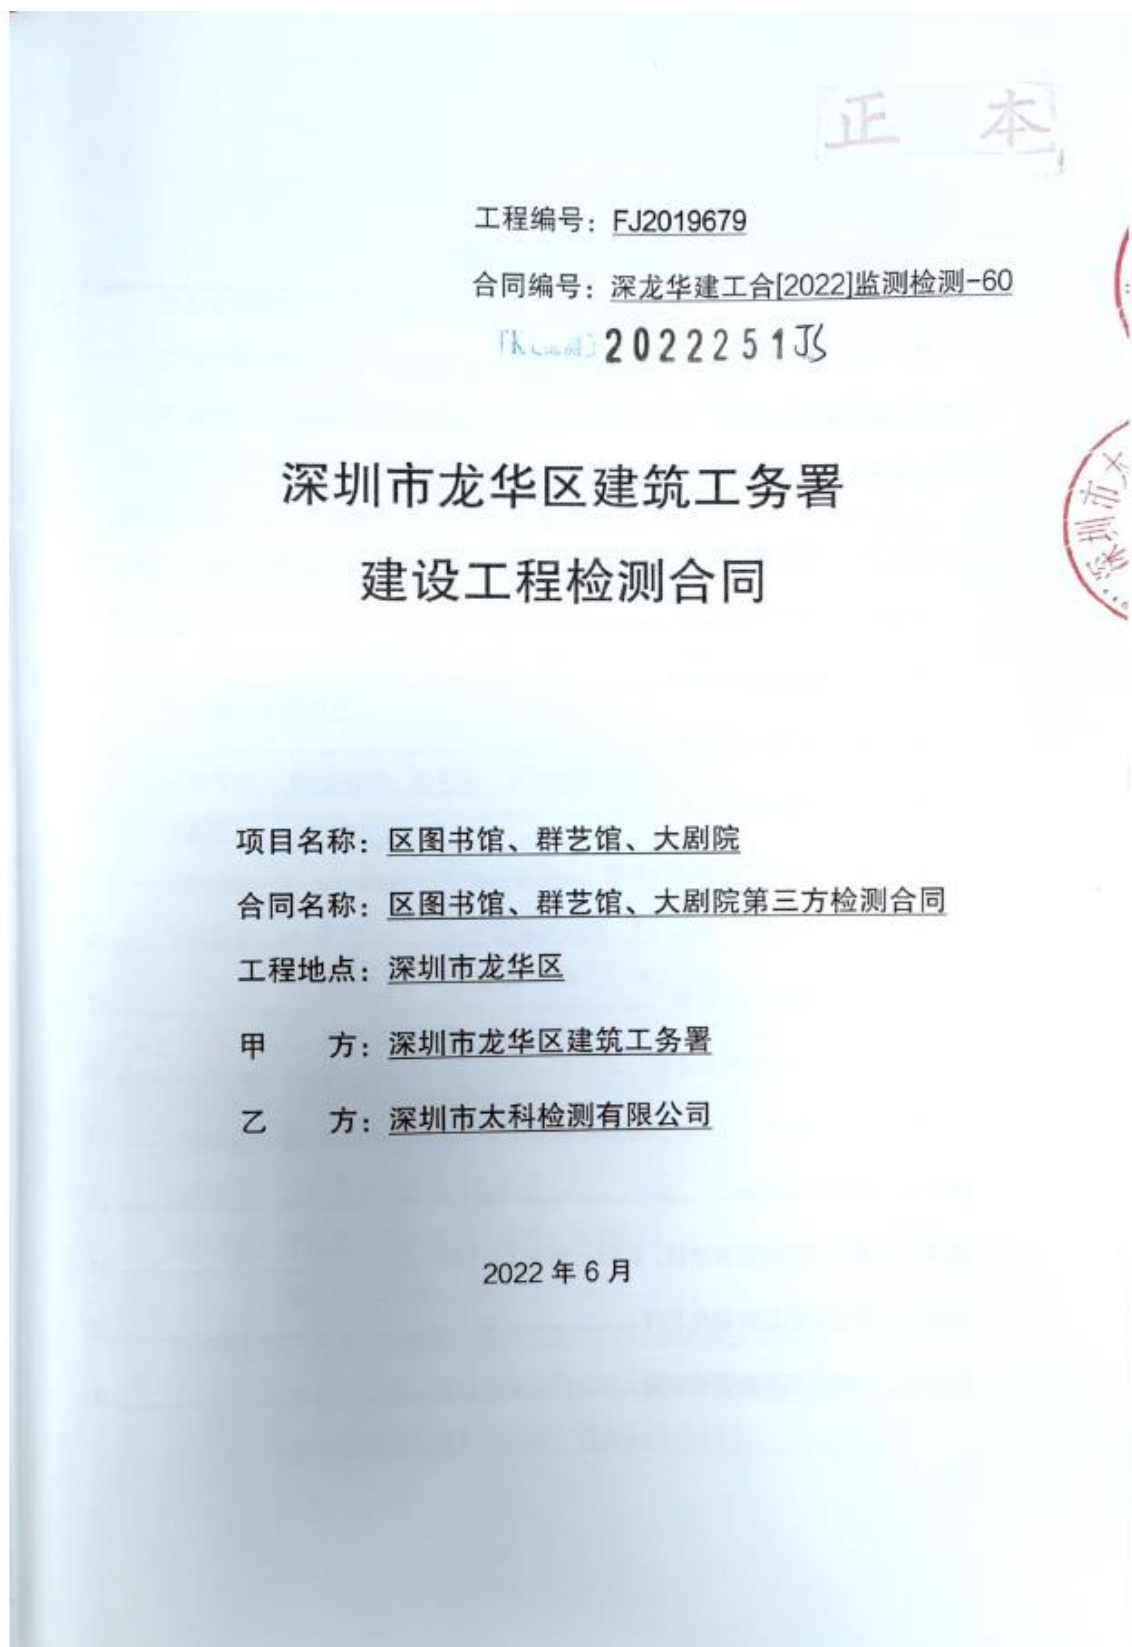 正 本
工程编号：FJ2019679
合同编号：深龙华建工合[2022]监测检测-60
2022251JS
深圳市龙华区建筑工务署
建设工程检测合同
深圳市太
项目名称：区图书馆、群艺馆、大剧院
合同名称：区图书馆、群艺馆、大剧院第三方检测合同
工程地点：深圳市龙华区
甲 方：深圳市龙华区建筑工务署
乙 方：深圳市太科检测有限公司
2022 年 6 月